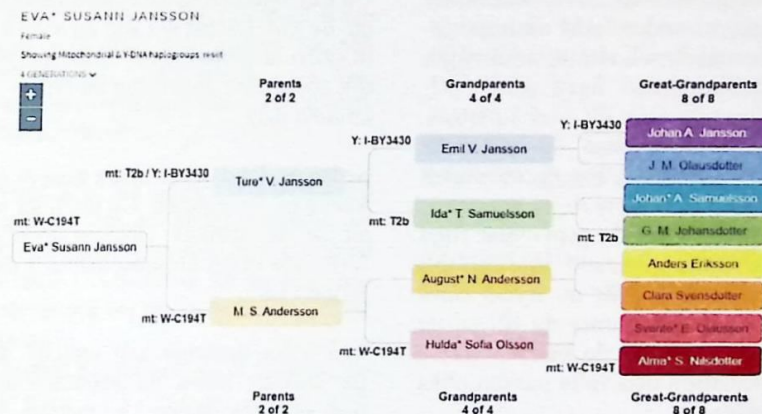 EVA* SUSANN JANSSON
Female
Showing Mitochondrial & Y-DNA haplogroups
4 GENERATIONS
+
−
Parents
2 of 2
Grandparents
4 of 4
Great-Grandparents
8 of 8
Y: I-BY3430
Johan A. Jansson
Y: I-BY3430
Emil V. Jansson
J. M. Olausdotter
mt: T2b / Y: I-BY3430
Turo* V. Jansson
Johan* A. Samuelsson
mt: T2b
Ida* T. Samuelsson
mt: T2b
G. M. Johansdotter
mt: W-C194T
Eva* Susann Jansson
Anders Eriksson
August* N. Andersson
Clara Svensdotter
mt: W-C194T
M. S. Andersson
Svante* E. Olausson
mt: W-C194T
Hulda* Sofia Olsson
mt: W-C194T
Alma* S. Nilsdotter
Parents
2 of 2
Grandparents
4 of 4
Great-Grandparents
8 of 8